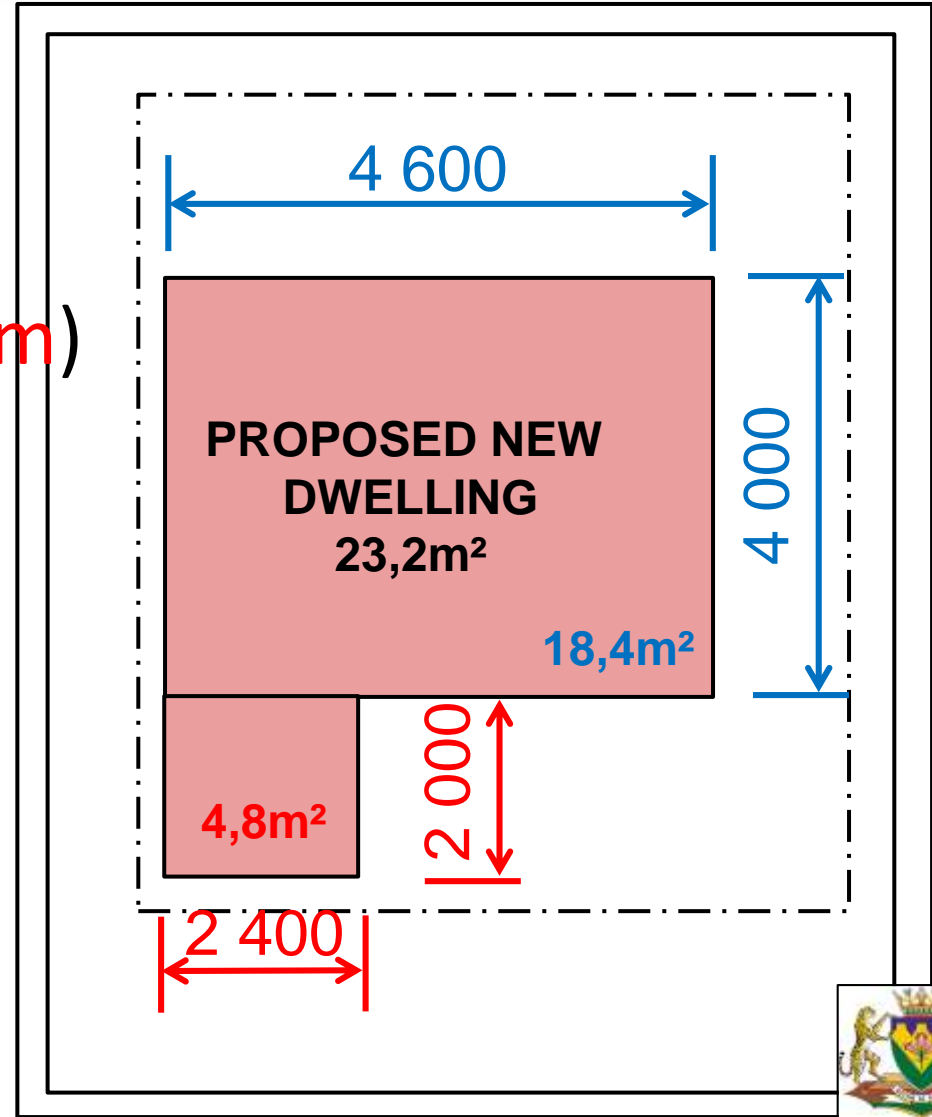 4 600
m)
PROPOSED NEW
DWELLING
23,2m²
4 000
18,4m²
2 000
4,8m²
2 400